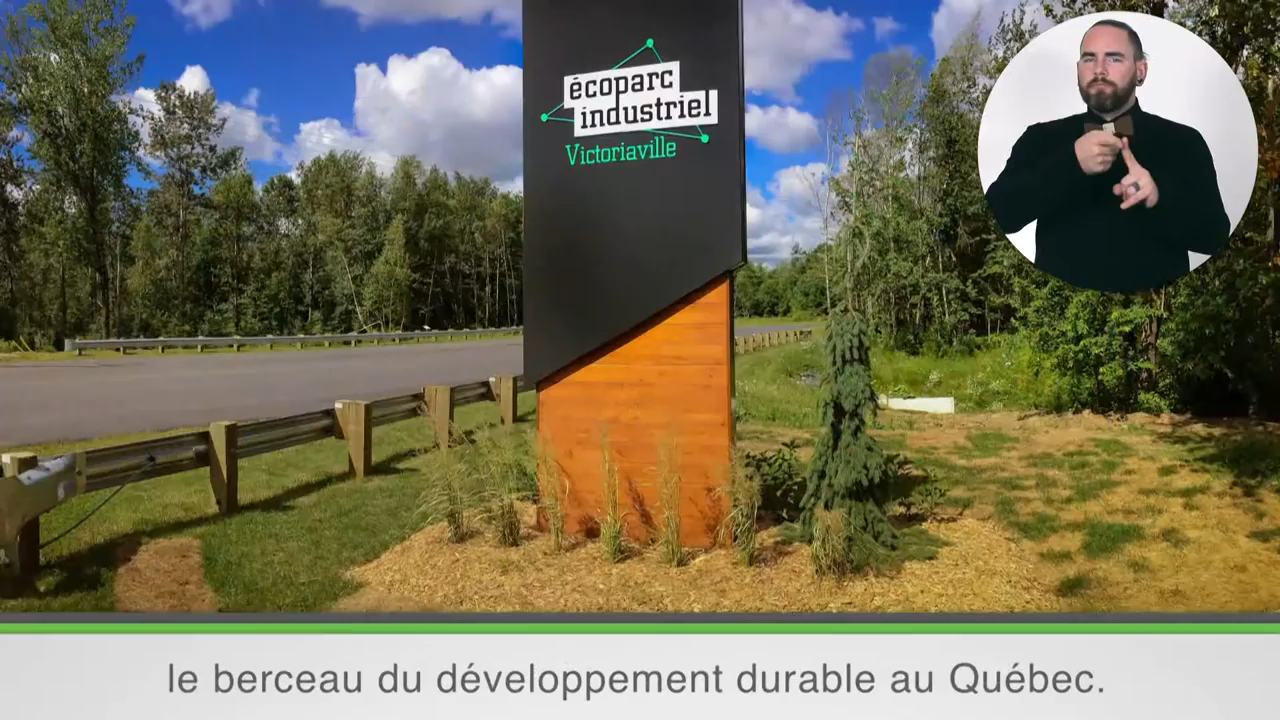 écoparc
industriel
Victoriaville
le berceau du développement durable au Québec.